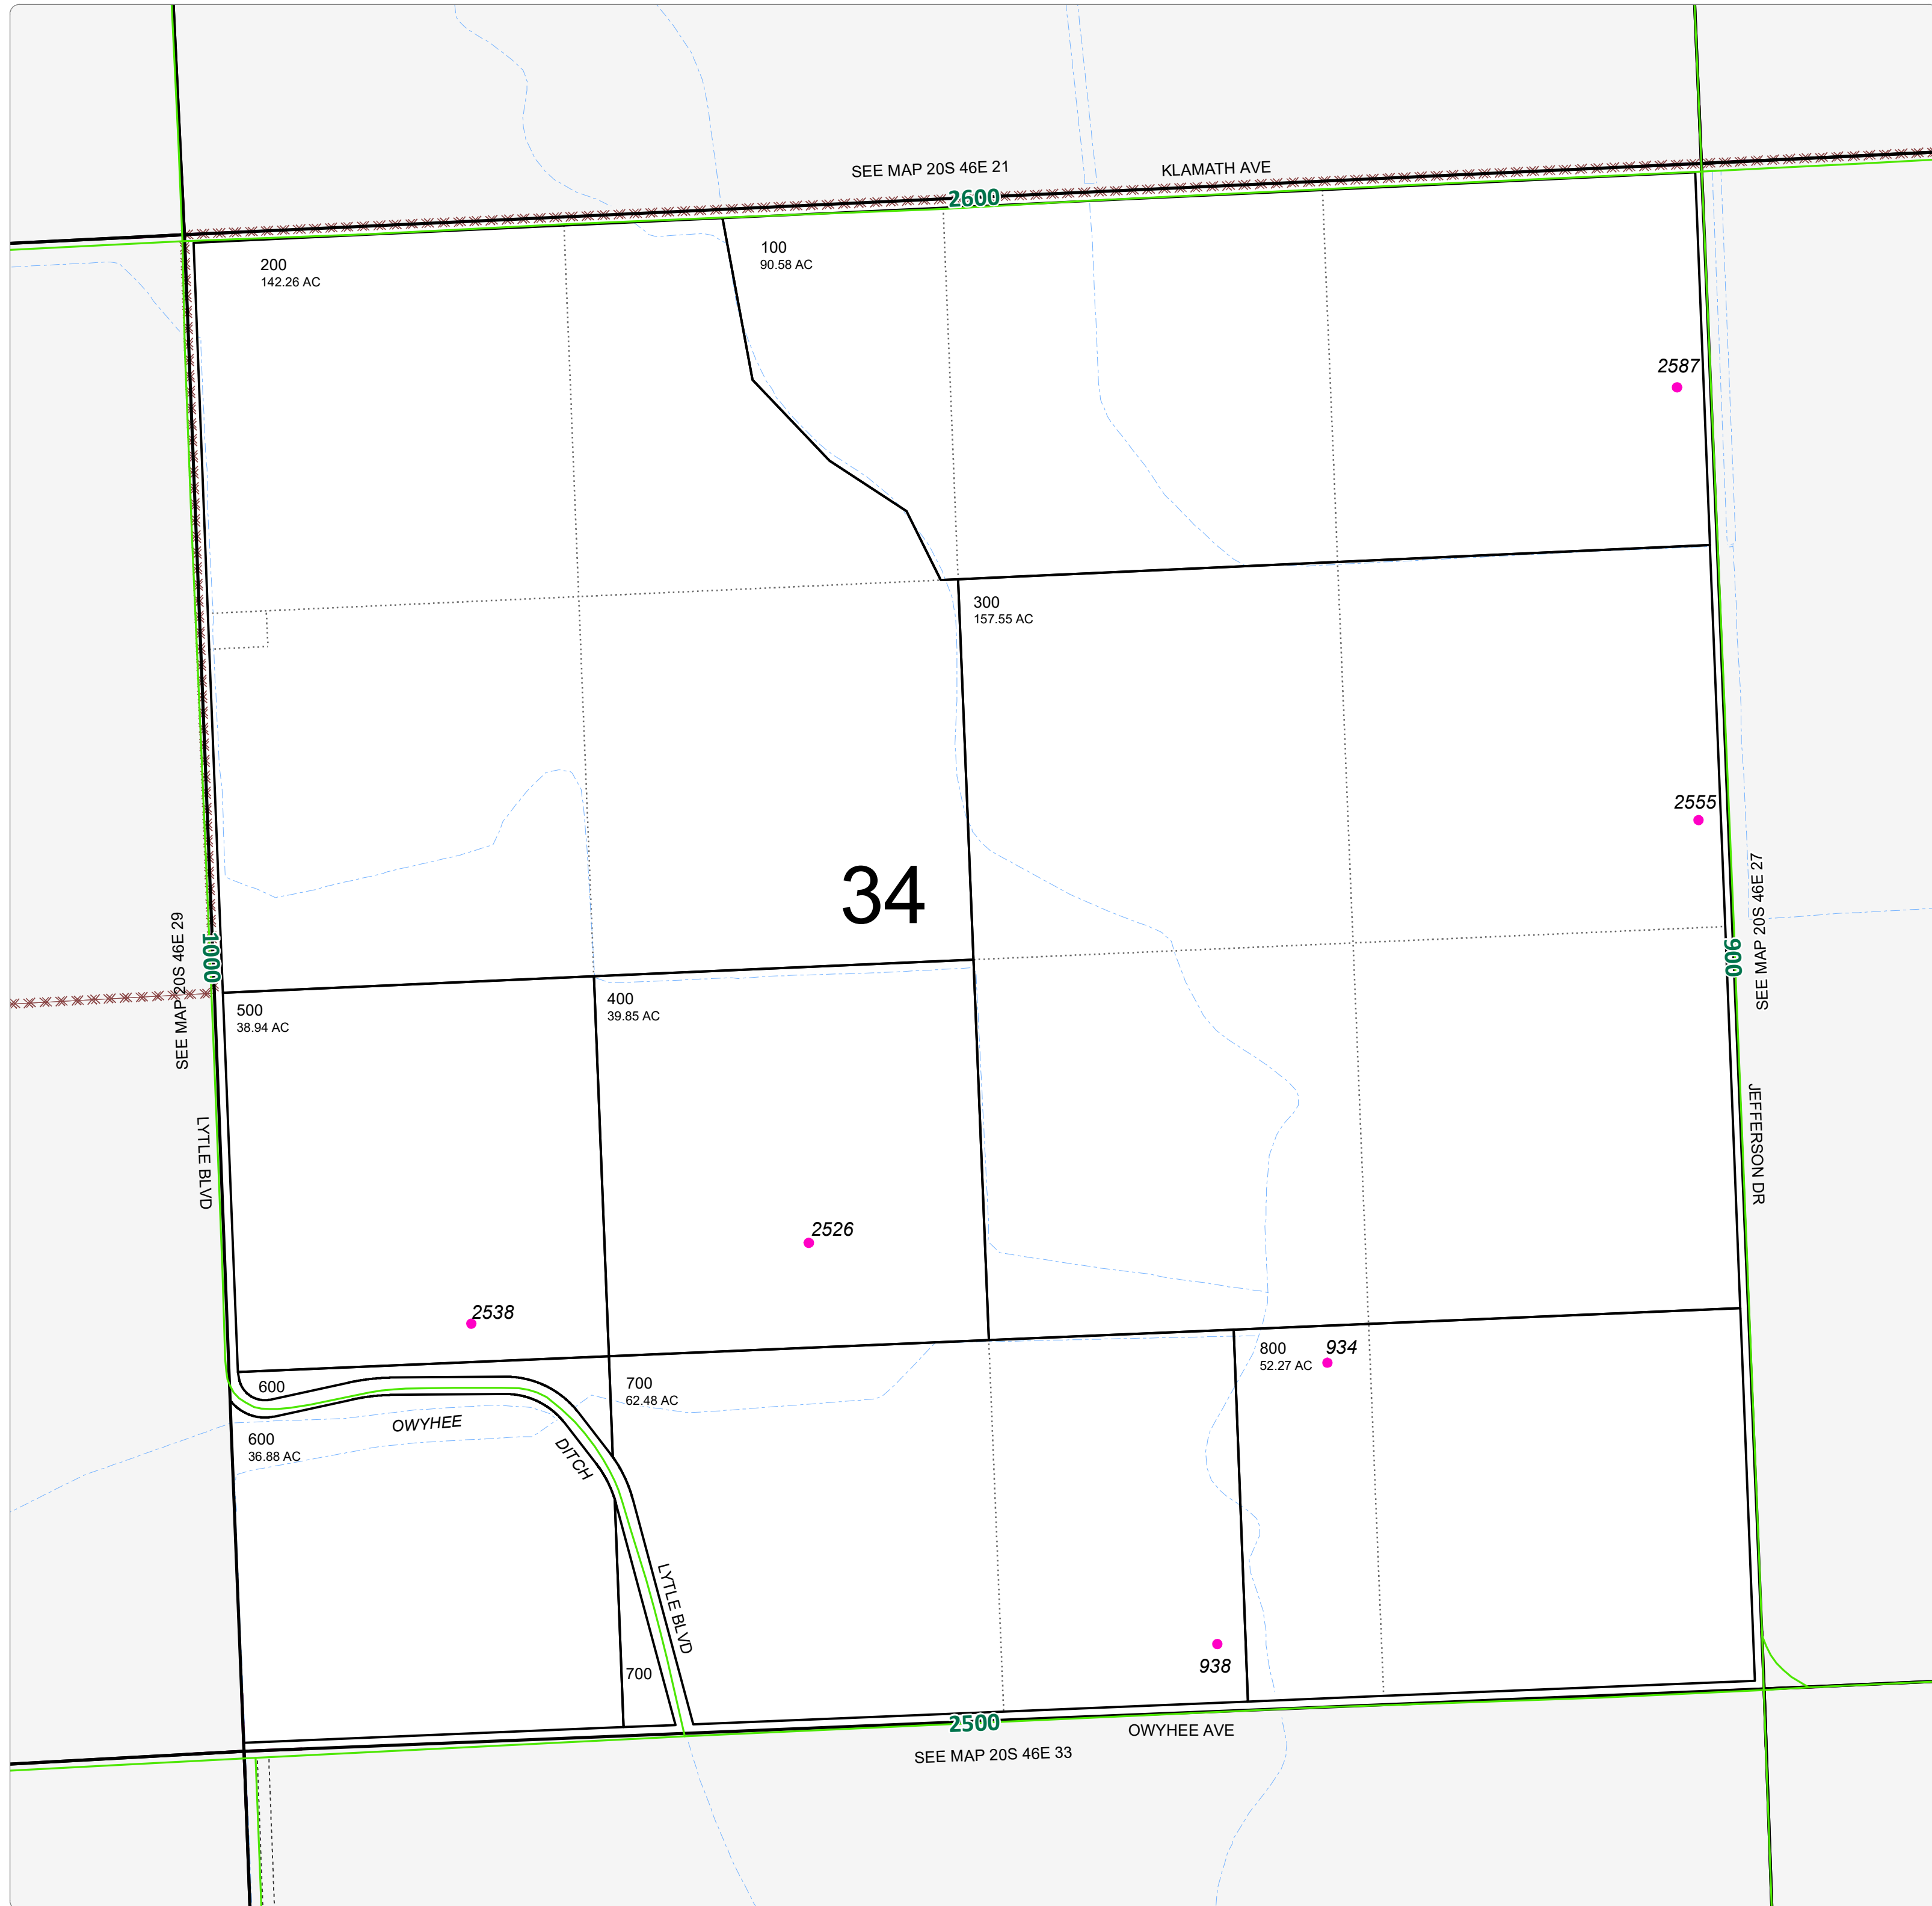 SEE MAP 20S 46E 21
KLAMATH AVE
2600
200
142.26 AC
100
90.58 AC
2587
300
157.55 AC
2555
34
SEE MAP 20S 46E 29
1000
900
SEE MAP 20S 46E 27
500
38.94 AC
400
39.85 AC
LYTLE BLVD
JEFFERSON DR
2526
2538
934
800
52.27 AC
600
700
62.48 AC
OWYHEE
DITCH
600
36.88 AC
LYTLE BLVD
938
700
2500
OWYHEE AVE
SEE MAP 20S 46E 33